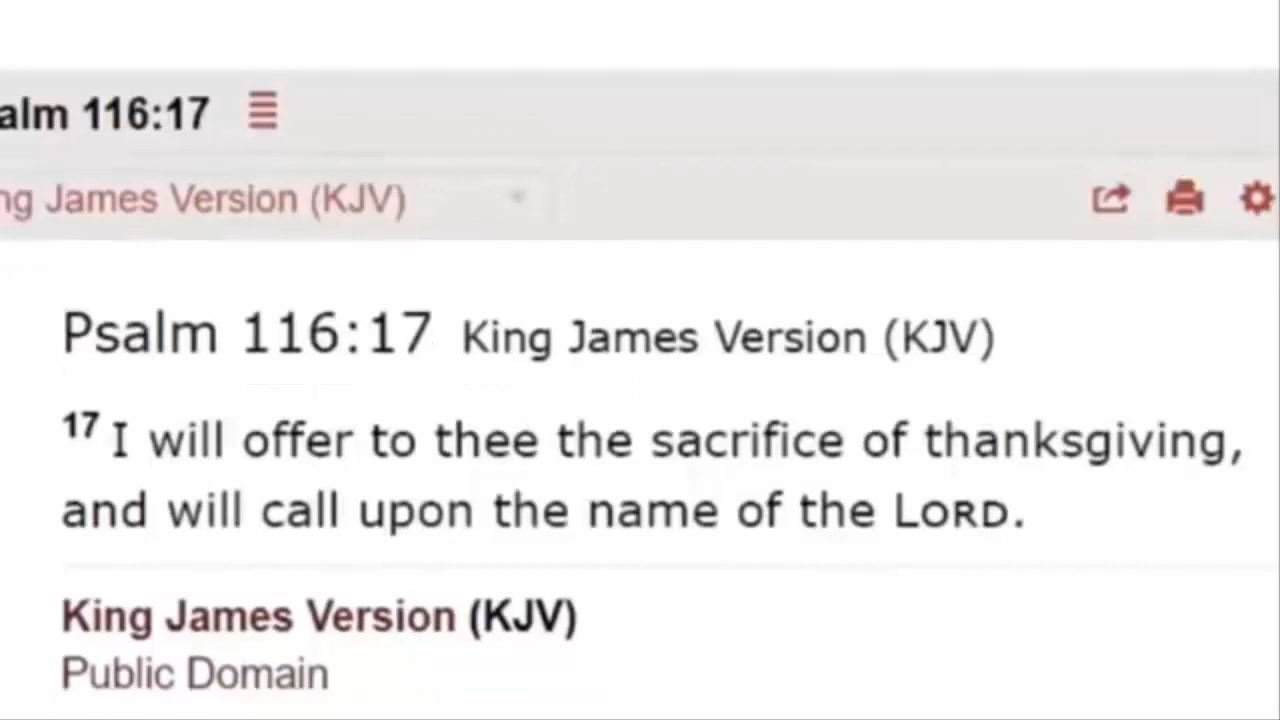 alm 116:17
ng James Version (KJV)
Psalm 116:17 King James Version (KJV)
17 I will offer to thee the sacrifice of thanksgiving,
and will call upon the name of the LORD.
King James Version (KJV)
Public Domain